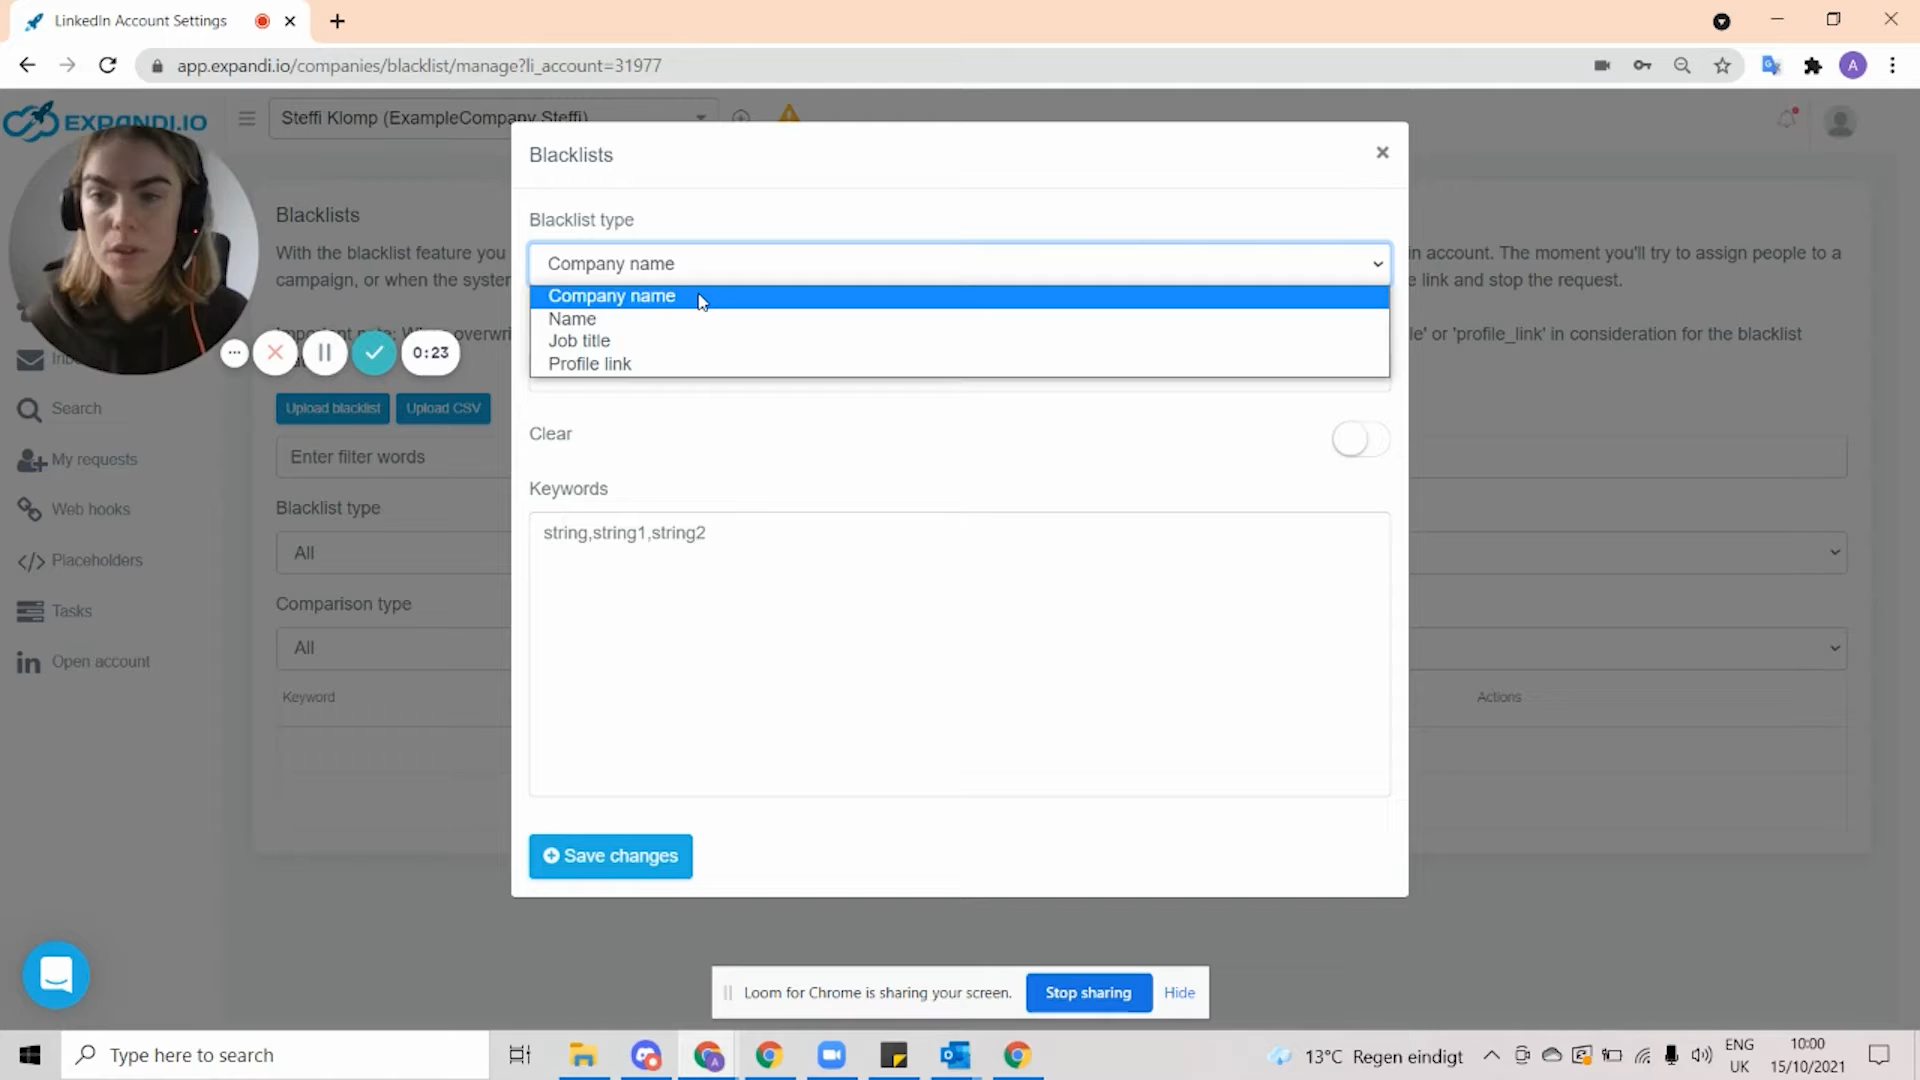 LinkedIn Account Settings
app.expandi.io/companies/blacklist/manage?li_account=31977
A
EXPANDI.IO
Steffi Klomp (ExampleCompany Steffi)
Blacklists
With the blacklist feature you
in account. The moment you'll try to assign people to a
campaign, or when the system
link and stop the request.
Important note: When overwri
le' or 'profile_link' in consideration for the blacklist
Upload blacklist
Upload CSV
Enter filter words
Blacklist type
All
Comparison type
All
Keyword
Actions
0:23
Search
My requests
Web hooks
Placeholders
Tasks
Open account
Blacklists
Blacklist type
Company name
Company name
Name
Job title
Profile link
Clear
Keywords
string,string1,string2
Save changes
Loom for Chrome is sharing your screen.
Stop sharing
Hide
Type here to search
13°C Regen eindigt
ENG
UK
10:00
15/10/2021